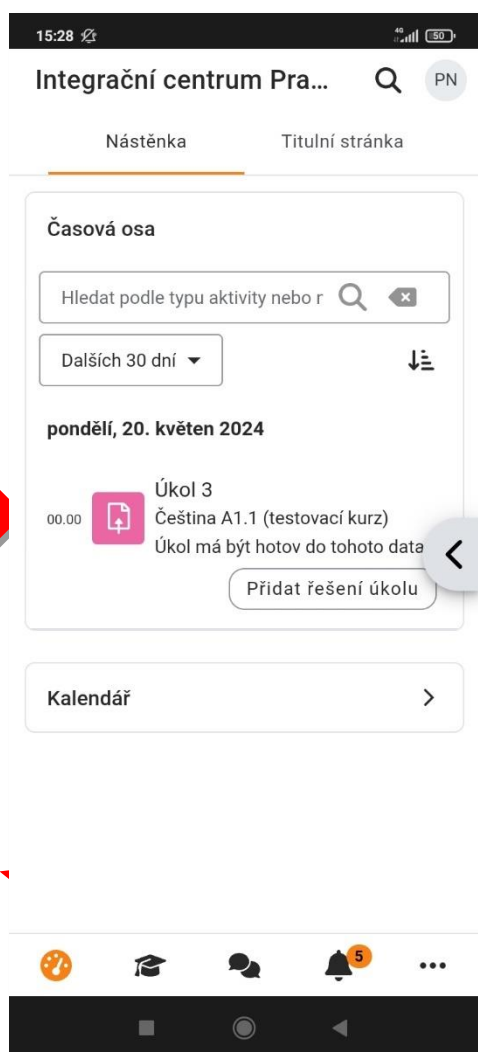 15:28
4G
50
Integrační centrum Pra...
PN
Nástěnka
Titulní stránka
Časová osa
Hledat podle typu aktivity nebo r
Dalších 30 dní
pondělí, 20. květen 2024
Úkol 3
00.00
Čeština A1.1 (testovací kurz)
Úkol má být hotov do tohoto data
Přidat řešení úkolu
Kalendář
5